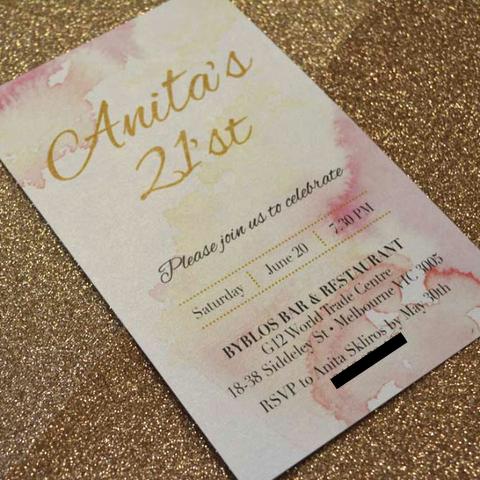 Anita's
21'st
Please join us to celebrate
Saturday June 20 7.30 PM
BYBLOS BAR & RESTAURANT
G12 World Trade Centre
18-38 Siddeley St • Melbourne VIC 3005
RSVP to Anita Skliros by May 30th